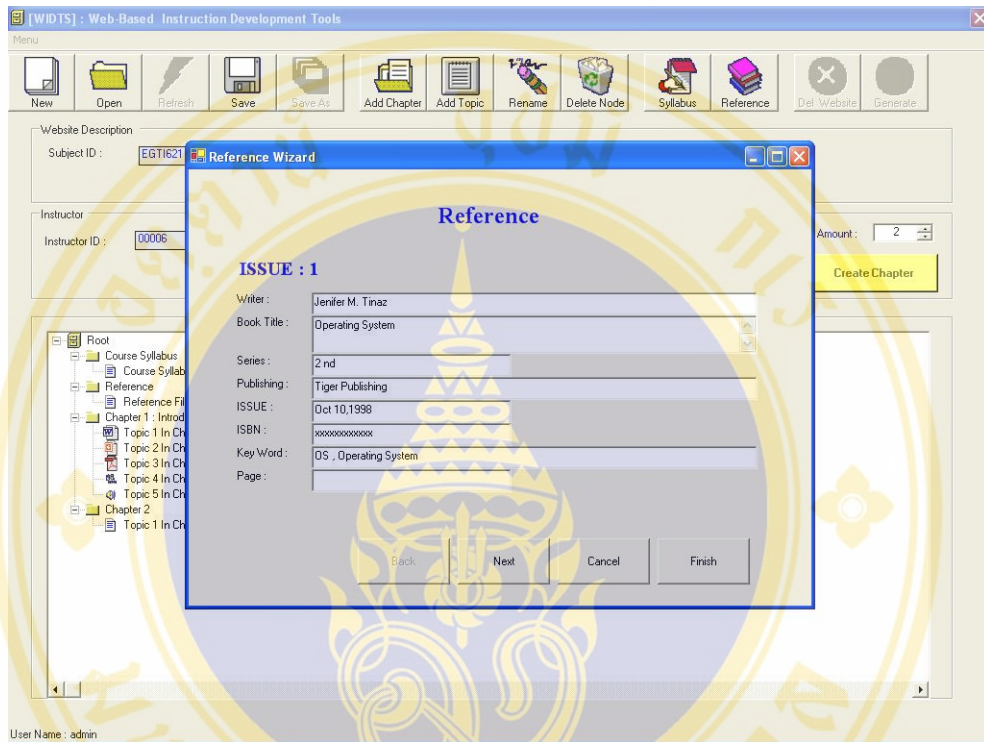 [WIDTS] : Web-Based Instruction Development Tools
Menu
New Open Refresh Save Save As Add Chapter Add Topic Rename Delete Node Syllabus Reference Del Website Generate
Website Description
Subject ID : EGTI621
Reference Wizard
Reference
Instructor
Instructor ID : 00006
Amount : 2
Create Chapter
ISSUE : 1
Writer : Jenifer M. Tinaz
Book Title : Operating System
Series : 2 nd
Publishing : Tiger Publishing
ISSUE : Oct 10,1998
ISBN : xxxxxxxxxxxx
Key Word : OS , Operating System
Page :
Back Next Cancel Finish
Root
Course Syllabus
Course Syllab
Reference
Reference Fil
Chapter 1 : Introd
Topic 1 In Ch
Topic 2 In Ch
Topic 3 In Ch
Topic 4 In Ch
Topic 5 In Ch
Chapter 2
Topic 1 In Ch
User Name : admin